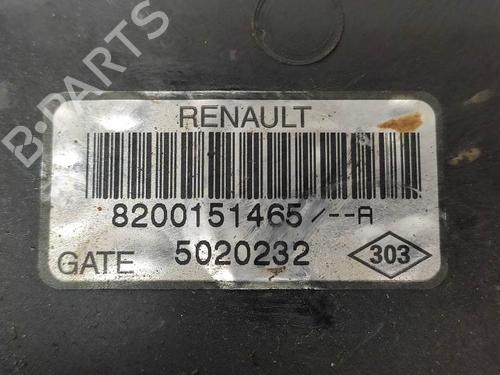 B-PARTS
RENAULT
8200151465/--A
GATE 5020232
303